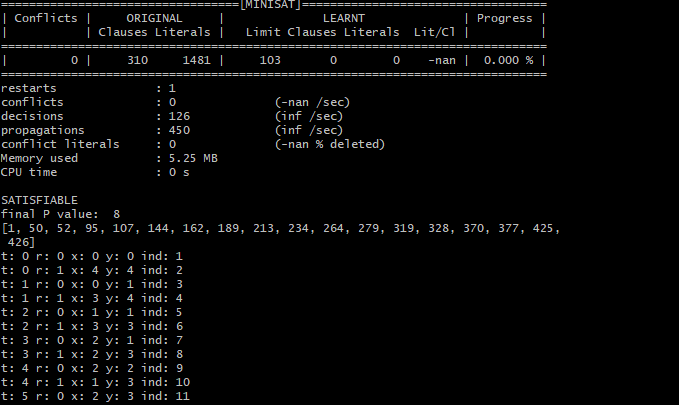 ==================================[MINISAT]===================================
| Conflicts |     ORIGINAL     |              LEARNT              | Progress |
|           | Clauses Literals |   Limit Clauses Literals  Lit/Cl |          |
==============================================================================
|         0 |     310     1481 |     103       0        0    -nan |  0.000 % |
==============================================================================
restarts              : 1
conflicts             : 0              (-nan /sec)
decisions             : 126            (inf /sec)
propagations          : 450            (inf /sec)
conflict literals     : 0              (-nan % deleted)
Memory used           : 5.25 MB
CPU time              : 0 s
SATISFIABLE
final P value:  8
[1, 50, 52, 95, 107, 144, 162, 189, 213, 234, 264, 279, 319, 328, 370, 377, 425,
 426]
t: 0 r: 0 x: 0 y: 0 ind: 1
t: 0 r: 1 x: 4 y: 4 ind: 2
t: 1 r: 0 x: 0 y: 1 ind: 3
t: 1 r: 1 x: 3 y: 4 ind: 4
t: 2 r: 0 x: 1 y: 1 ind: 5
t: 2 r: 1 x: 3 y: 3 ind: 6
t: 3 r: 0 x: 2 y: 1 ind: 7
t: 3 r: 1 x: 2 y: 3 ind: 8
t: 4 r: 0 x: 2 y: 2 ind: 9
t: 4 r: 1 x: 1 y: 3 ind: 10
t: 5 r: 0 x: 2 y: 3 ind: 11